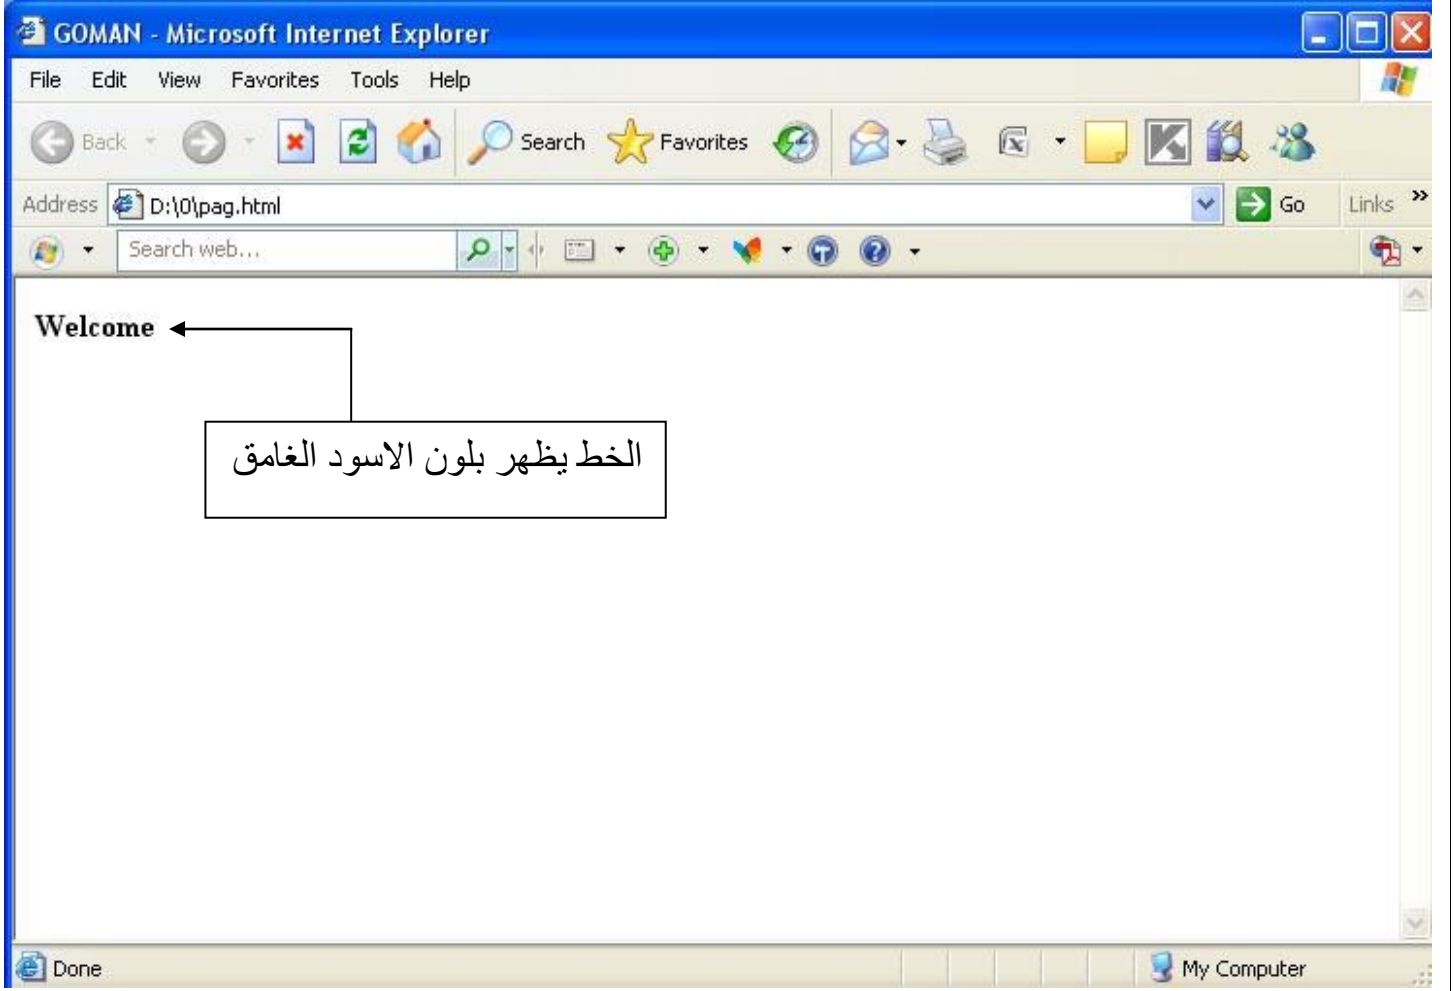 GOMAN - Microsoft Internet Explorer
File Edit View Favorites Tools Help
Back Search Favorites
Address D:\0\pag.html Go Links »
Search web...
Welcome
الخط يظهر بلون الاسود الغامق
Done My Computer